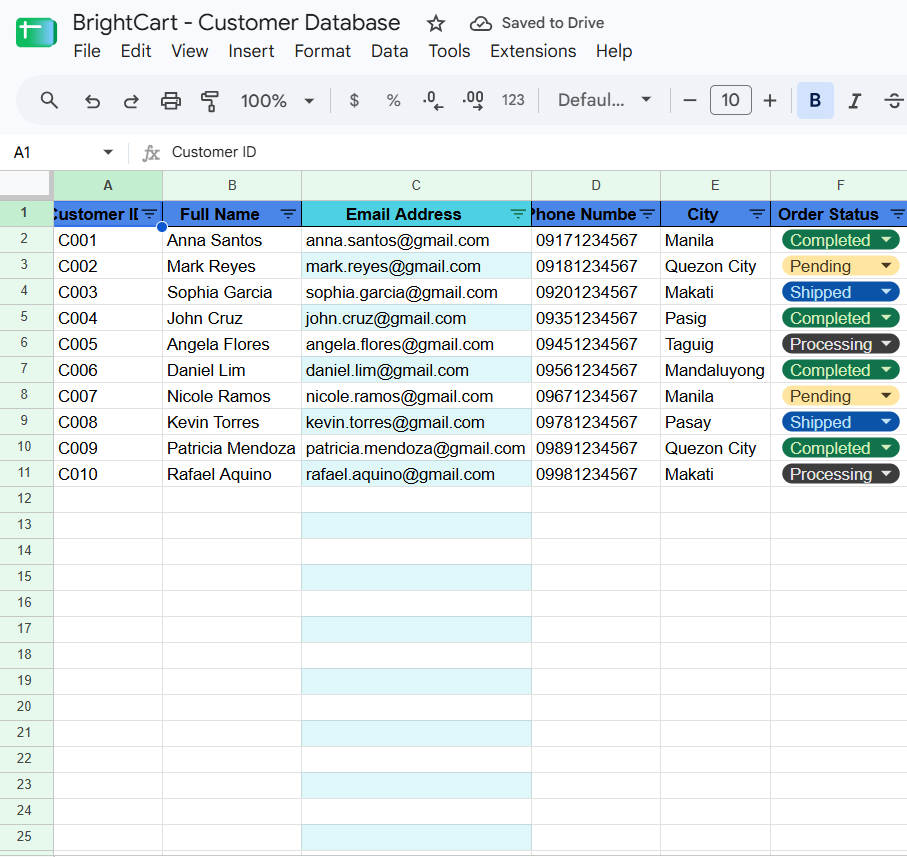 BrightCart - Customer Database Saved to Drive
File Edit View Insert Format Data Tools Extensions Help
100% $ % .0 .00 123 Defaul... 10 B I S
A1 fx Customer ID
A B C D E F
1 Customer ID Full Name Email Address Phone Numbe City Order Status
2 C001 Anna Santos anna.santos@gmail.com 09171234567 Manila Completed
3 C002 Mark Reyes mark.reyes@gmail.com 09181234567 Quezon City Pending
4 C003 Sophia Garcia sophia.garcia@gmail.com 09201234567 Makati Shipped
5 C004 John Cruz john.cruz@gmail.com 09351234567 Pasig Completed
6 C005 Angela Flores angela.flores@gmail.com 09451234567 Taguig Processing
7 C006 Daniel Lim daniel.lim@gmail.com 09561234567 Mandaluyong Completed
8 C007 Nicole Ramos nicole.ramos@gmail.com 09671234567 Manila Pending
9 C008 Kevin Torres kevin.torres@gmail.com 09781234567 Pasay Shipped
10 C009 Patricia Mendoza patricia.mendoza@gmail.com 09891234567 Quezon City Completed
11 C010 Rafael Aquino rafael.aquino@gmail.com 09981234567 Makati Processing
12
13
14
15
16
17
18
19
20
21
22
23
24
25